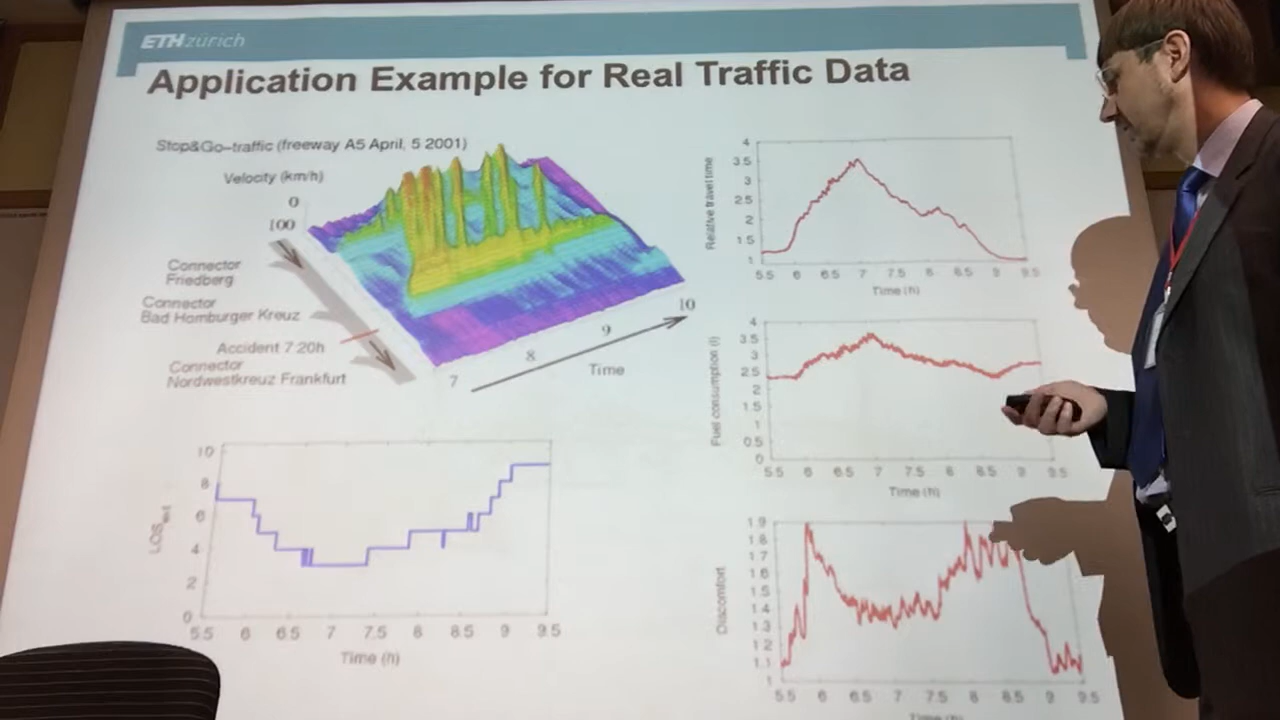 ETH zürich
Application Example for Real Traffic Data
Stop&Go-traffic (freeway A5 April, 5 2001)
Velocity (km/h)
0
100
Connector
Friedberg
Connector
Bad Homburger Kreuz
Accident 7 20h
Connector
Nordwestkreuz Frankfurt
7
8
9
10
Time
Relative travel time
4
3.5
3
2.5
2
1.5
1
5.5 6 6.5 7 7.5 8 8.5 9 9.5
Time (h)
Fuel consumption (l)
4
3.5
3
2.5
2
1.5
1
0.5
0
5.5 6 6.5 7 7.5 8 8.5 9 9.5
Time (h)
LOS
10
8
6
4
2
0
5.5 6 6.5 7 7.5 8 8.5 9 9.5
Time (h)
Discomfort
1.9
1.8
1.7
1.6
1.5
1.4
1.3
1.2
1.1
1
5.5 6 6.5 7 7.5 8 8.5 9 9.5
Time (h)